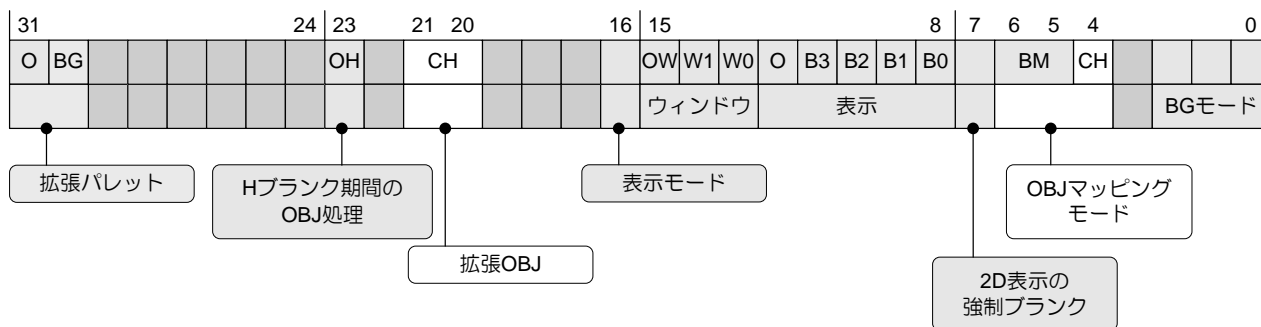 31 24 23 21 20 16 15 8 7 6 5 4 0
O BG OH CH OW W1 W0 O B3 B2 B1 B0 BM CH
ウィンドウ 表示 BGモード
拡張パレット
Hブランク期間の
OBJ処理
拡張OBJ
表示モード
OBJマッピング
モード
2D表示の
強制ブランク